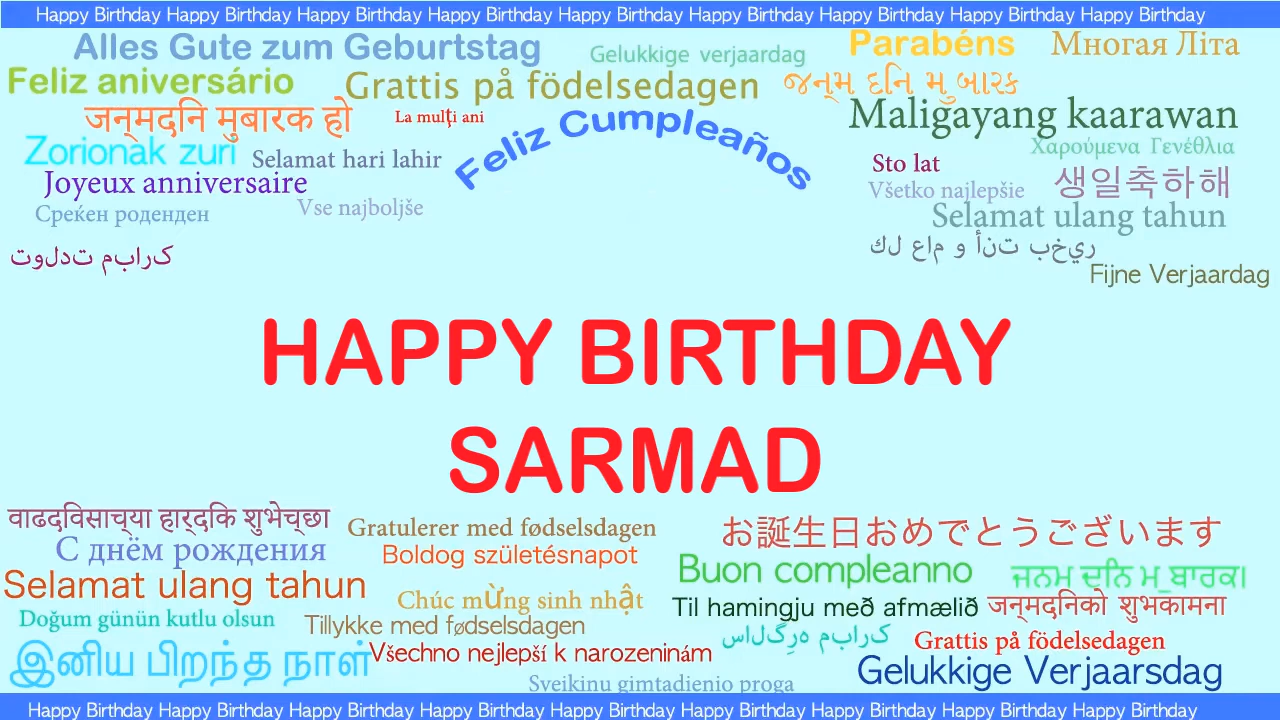 Happy Birthday Happy Birthday Happy Birthday Happy Birthday Happy Birthday Happy Birthday Happy Birthday Happy Birthday Happy Birthday
Alles Gute zum Geburtstag
Gelukkige verjaardag
Parabéns
Многая Літа
Feliz aniversário
Grattis på födelsedagen
જન્મ દિન મુબારક
जन्मदिन मुबारक हो
La mulţi ani
Feliz Cumpleaños
Maligayang kaarawan
Zorionak zuri
Selamat hari lahir
Χαρούμενα Γενέθλια
Sto lat
Joyeux anniversaire
Všetko najlepšie
생일축하해
Среќен роденден
Vse najboljše
Selamat ulang tahun
تولدت مبارک
كل عام و أنت بخير
Fijne Verjaardag
HAPPY BIRTHDAY
SARMAD
वाढदिवसाच्या हार्दिक शुभेच्छा
Gratulerer med fødselsdagen
お誕生日おめでとうございます
С днём рождения
Boldog születésnapot
Buon compleanno
ਜਨਮ ਦਿਨ ਮੁਬਾਰਕ।
Selamat ulang tahun
Chúc mừng sinh nhật
Til hamingju með afmælið
जन्मदिनको शुभकामना
Doğum günün kutlu olsun
Tillykke med fødselsdagen
سالگِرہ مبارک
Grattis på födelsedagen
இனிய பிறந்த நாள்
Všechno nejlepší k narozeninám
Gelukkige Verjaarsdag
Sveikinu gimtadienio proga
Happy Birthday Happy Birthday Happy Birthday Happy Birthday Happy Birthday Happy Birthday Happy Birthday Happy Birthday Happy Birthday